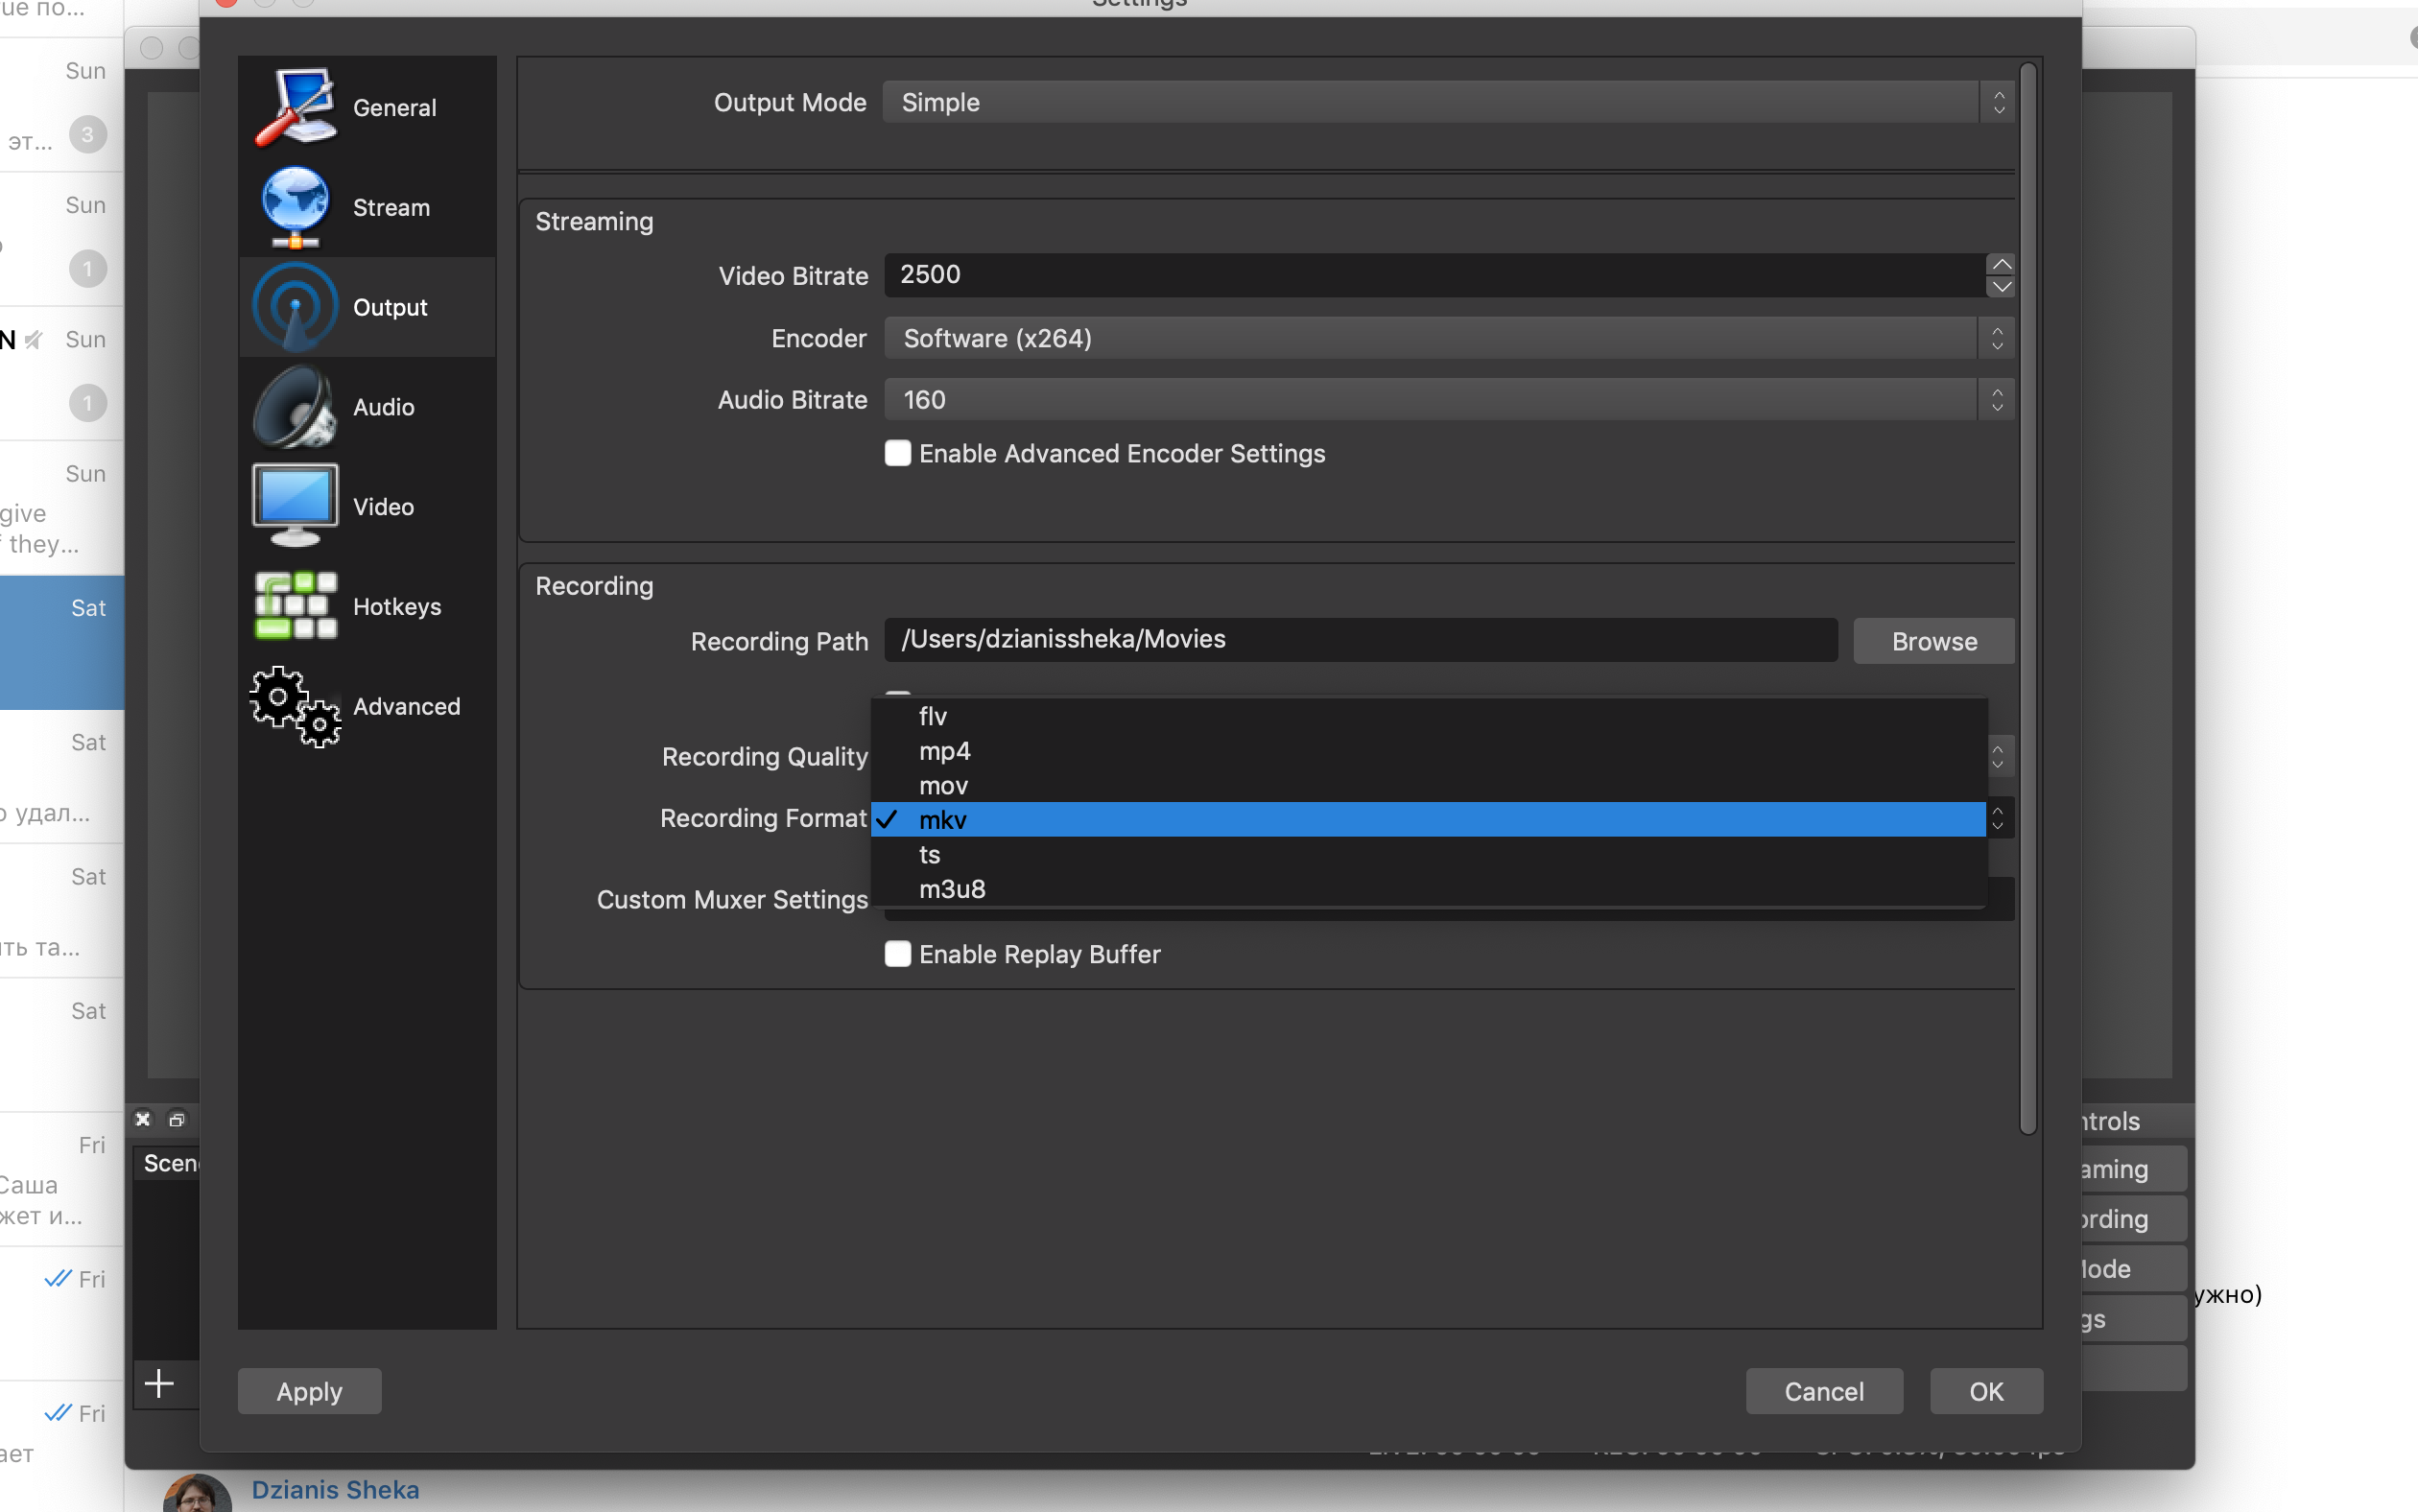 ue по...
Settings
Sun
эт...
3
Sun
1
N
Sun
1
Sun
give
they...
Sat
Sat
удал...
Sat
ть та...
Sat
Fri
Саша
жет и...
Fri
Fri
ает
General
Stream
Output
Audio
Video
Hotkeys
Advanced
Output Mode
Simple
Streaming
Video Bitrate
2500
Encoder
Software (x264)
Audio Bitrate
160
Enable Advanced Encoder Settings
Recording
Recording Path
/Users/dzianissheka/Movies
Browse
Recording Quality
Recording Format
flv
mp4
mov
mkv
ts
m3u8
Custom Muxer Settings
Enable Replay Buffer
Apply
Cancel
OK
Scen
ntrols
aming
ording
Mode
gs
ужно)
Dzianis Sheka